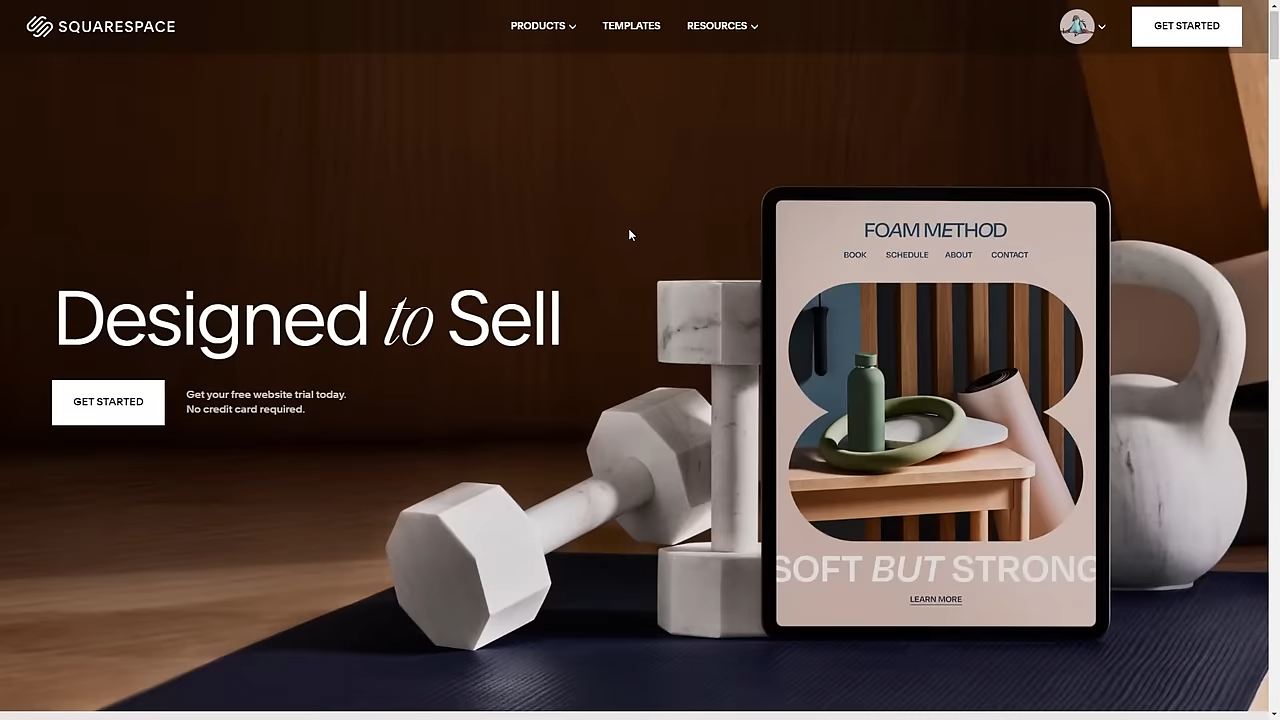 SQUARESPACE
PRODUCTS
TEMPLATES
RESOURCES
GET STARTED
FOAM METHOD
BOOK SCHEDULE ABOUT CONTACT
Designed to Sell
GET STARTED
Get your free website trial today.
No credit card required.
SOFT BUT STRONG
LEARN MORE